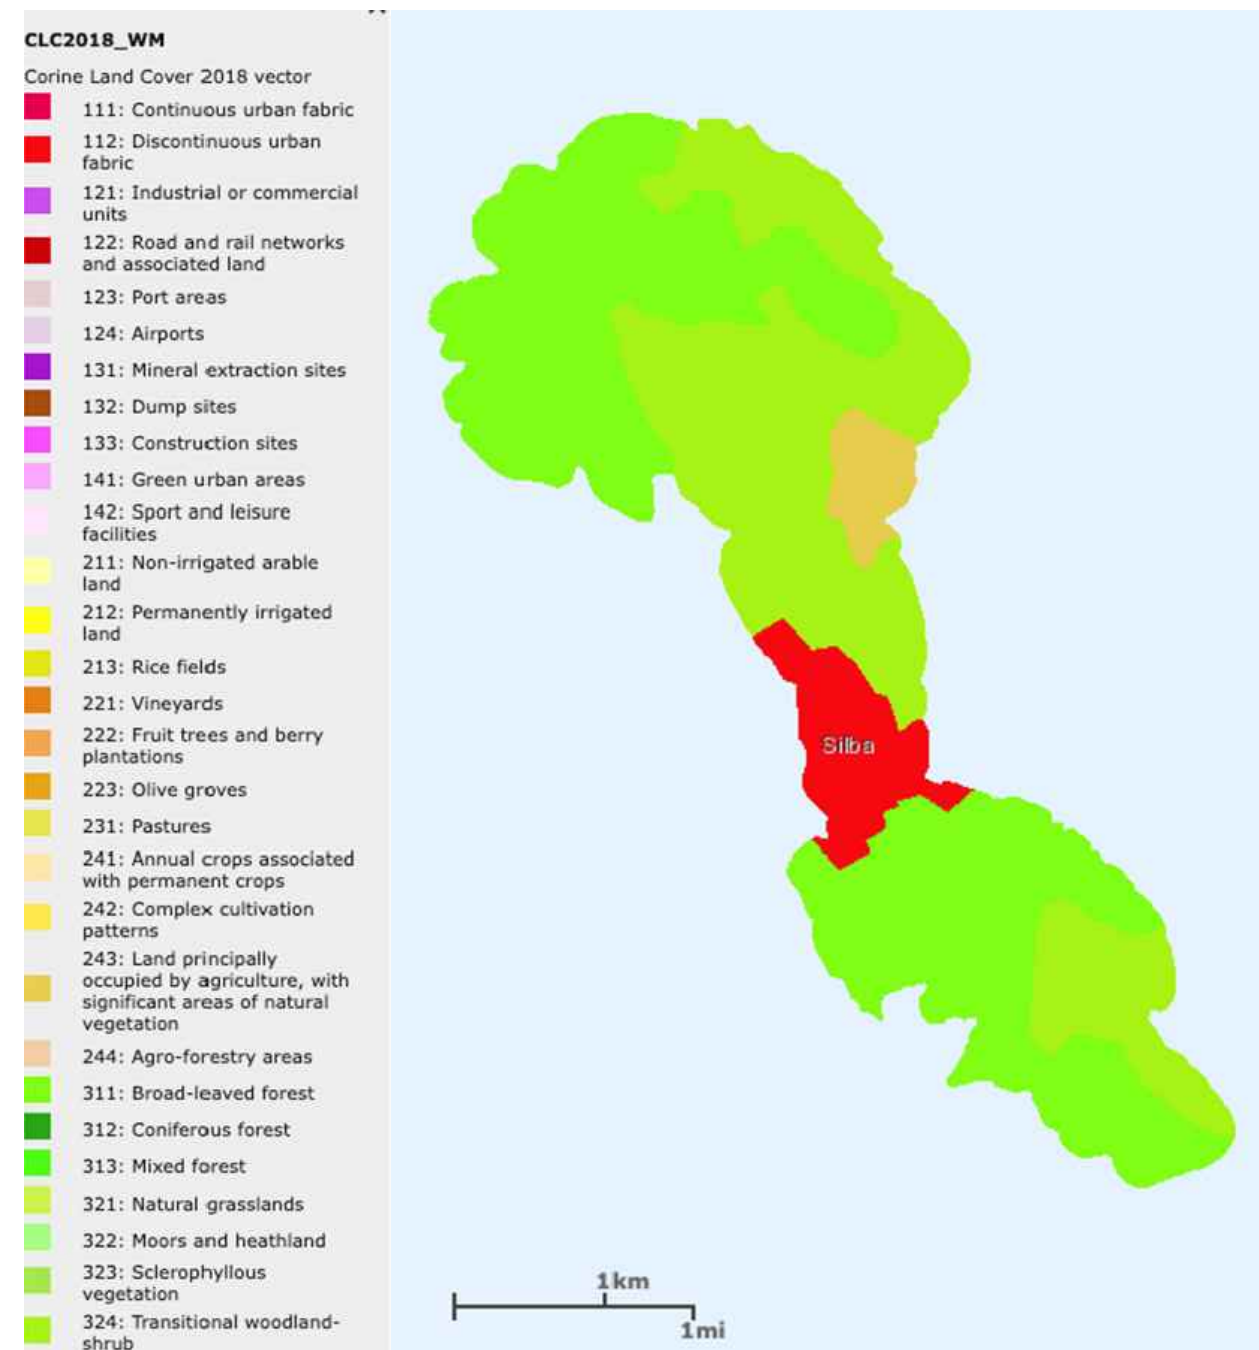 CLC2018_WM
Corine Land Cover 2018 vector
111: Continuous urban fabric
112: Discontinuous urban
fabric
121: Industrial or commercial
units
122: Road and rail networks
and associated land
123: Port areas
124: Airports
131: Mineral extraction sites
132: Dump sites
133: Construction sites
141: Green urban areas
142: Sport and leisure
facilities
211: Non-irrigated arable
land
212: Permanently irrigated
land
213: Rice fields
221: Vineyards
222: Fruit trees and berry
plantations
223: Olive groves
231: Pastures
241: Annual crops associated
with permanent crops
242: Complex cultivation
patterns
243: Land principally
occupied by agriculture, with
significant areas of natural
vegetation
244: Agro-forestry areas
311: Broad-leaved forest
312: Coniferous forest
313: Mixed forest
321: Natural grasslands
322: Moors and heathland
323: Sclerophyllous
vegetation
324: Transitional woodland-
shrub
Silba
1km
1mi